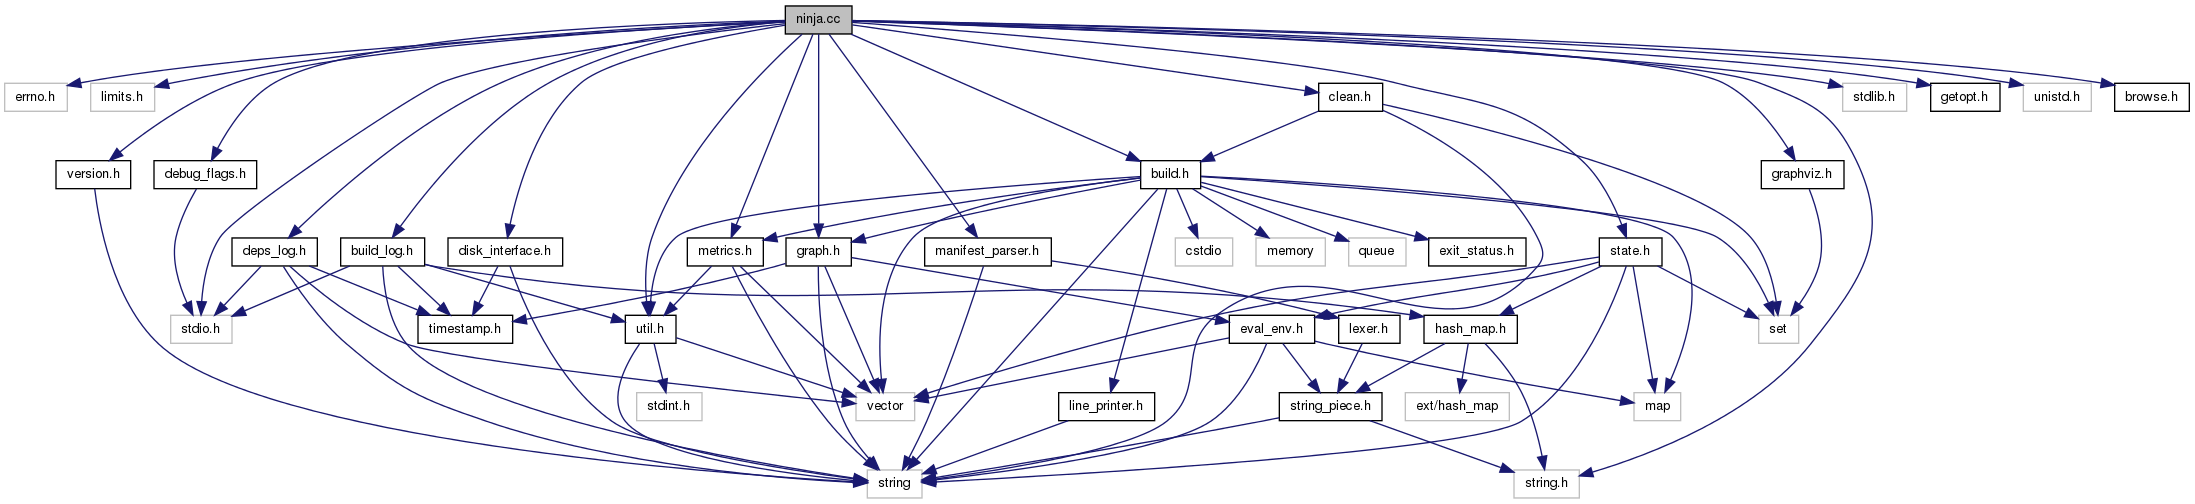 ninja.cc
errno.h
limits.h
clean.h
stdlib.h
getopt.h
unistd.h
browse.h
version.h
debug_flags.h
build.h
graphviz.h
deps_log.h
build_log.h
disk_interface.h
metrics.h
graph.h
manifest_parser.h
cstdio
memory
queue
exit_status.h
state.h
stdio.h
timestamp.h
util.h
eval_env.h
lexer.h
hash_map.h
set
stdint.h
vector
line_printer.h
string_piece.h
ext/hash_map
map
string
string.h